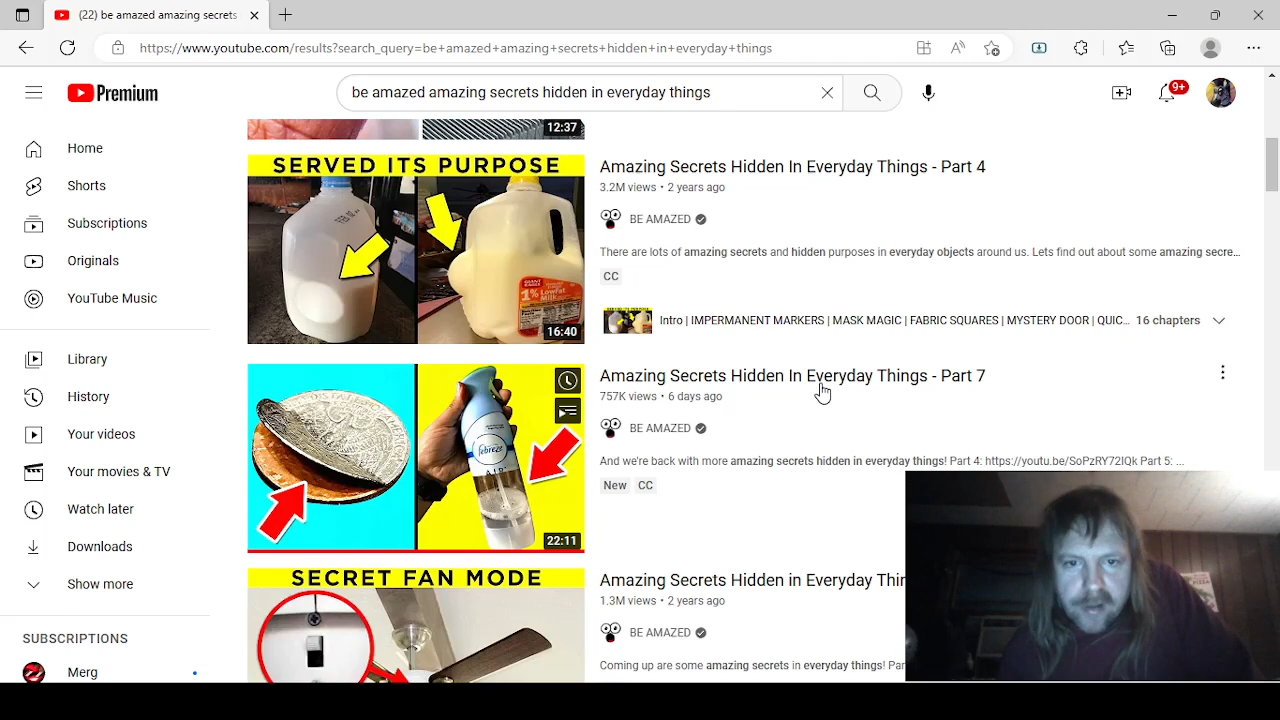 (22) be amazed amazing secrets
https://www.youtube.com/results?search_query=be+amazed+amazing+secrets+hidden+in+everyday+things
Premium
be amazed amazing secrets hidden in everyday things
9+
Home
Shorts
Subscriptions
Originals
YouTube Music
Library
History
Your videos
Your movies & TV
Watch later
Downloads
Show more
SUBSCRIPTIONS
Merg
12:37
SERVED ITS PURPOSE
1%
Lowfat
Milk
16:40
Amazing Secrets Hidden In Everyday Things - Part 4
3.2M views • 2 years ago
BE AMAZED
There are lots of amazing secrets and hidden purposes in everyday objects around us. Lets find out about some amazing secre...
CC
Intro | IMPERMANENT MARKERS | MASK MAGIC | FABRIC SQUARES | MYSTERY DOOR | QUIC... 16 chapters
febreze
22:11
Amazing Secrets Hidden In Everyday Things - Part 7
757K views • 6 days ago
BE AMAZED
And we're back with more amazing secrets hidden in everyday things! Part 4: https://youtu.be/SoPzRY72IQk Part 5: ...
New CC
SECRET FAN MODE
Amazing Secrets Hidden in Everyday Thir
1.3M views • 2 years ago
BE AMAZED
Coming up are some amazing secrets in everyday things! Par